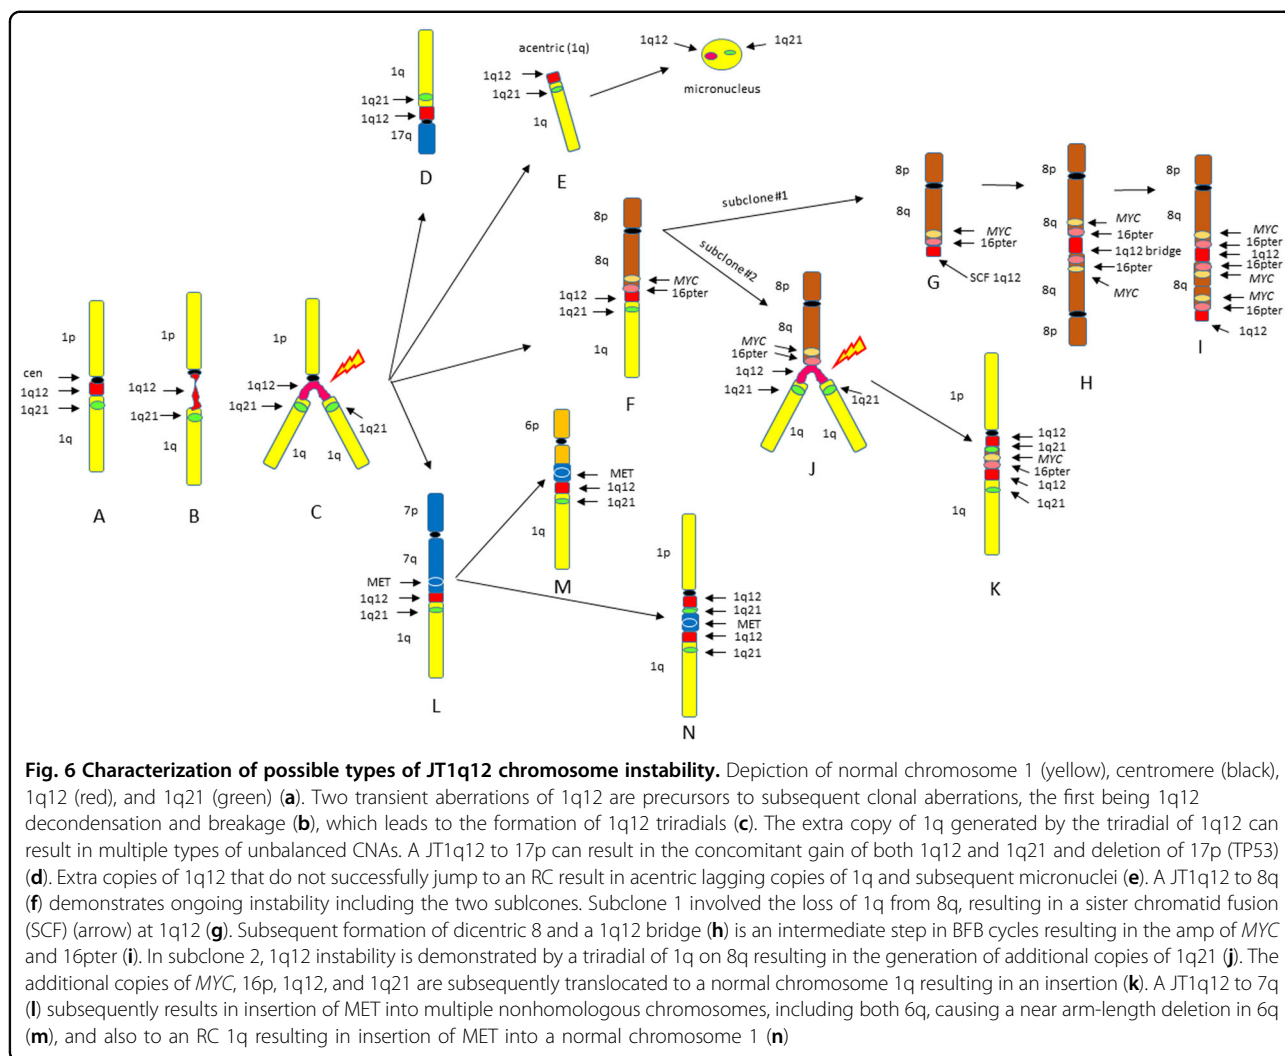 1q
1q21
1q12
17q
D
acentric (1q)
1q12
1q21
1q
E
1q12
1q21
micronucleus
1p
cen
1q12
1q21
1q
A
1p
1q12
1q21
1q
B
1p
1q12
1q21
1q21
1q
1q
C
8p
8q
MYC
16pter
1q12
1q21
1q
F
subclone #1
subclone #2
8p
8q
MYC
16pter
SCF 1q12
G
8p
8q
MYC
16pter
1q12 bridge
16pter
MYC
8q
8p
H
8p
8q
MYC
16pter
1q12
16pter
MYC
8q
MYC
16pter
1q12
I
8p
8q
MYC
16pter
1q12
1q21
1q21
1q
1q
J
1p
1q12
1q21
MYC
16pter
1q12
1q21
1q
K
7p
7q
MET
1q12
1q21
1q
L
6p
MET
1q12
1q21
1q
M
1p
1q12
1q21
MET
1q12
1q21
1q
N
Fig. 6 Characterization of possible types of JT1q12 chromosome instability. Depiction of normal chromosome 1 (yellow), centromere (black),
1q12 (red), and 1q21 (green) (a). Two transient aberrations of 1q12 are precursors to subsequent clonal aberrations, the first being 1q12
decondensation and breakage (b), which leads to the formation of 1q12 triradials (c). The extra copy of 1q generated by the triradial of 1q12 can
result in multiple types of unbalanced CNAs. A JT1q12 to 17p can result in the concomitant gain of both 1q12 and 1q21 and deletion of 17p (TP53)
(d). Extra copies of 1q12 that do not successfully jump to an RC result in acentric lagging copies of 1q and subsequent micronuclei (e). A JT1q12 to 8q
(f) demonstrates ongoing instability including the two sublcones. Subclone 1 involved the loss of 1q from 8q, resulting in a sister chromatid fusion
(SCF) (arrow) at 1q12 (g). Subsequent formation of dicentric 8 and a 1q12 bridge (h) is an intermediate step in BFB cycles resulting in the amp of MYC
and 16pter (i). In subclone 2, 1q12 instability is demonstrated by a triradial of 1q on 8q resulting in the generation of additional copies of 1q21 (j). The
additional copies of MYC, 16p, 1q12, and 1q21 are subsequently translocated to a normal chromosome 1q resulting in an insertion (k). A JT1q12 to 7q
(l) subsequently results in insertion of MET into multiple nonhomologous chromosomes, including both 6q, causing a near arm-length deletion in 6q
(m), and also to an RC 1q resulting in insertion of MET into a normal chromosome 1 (n)